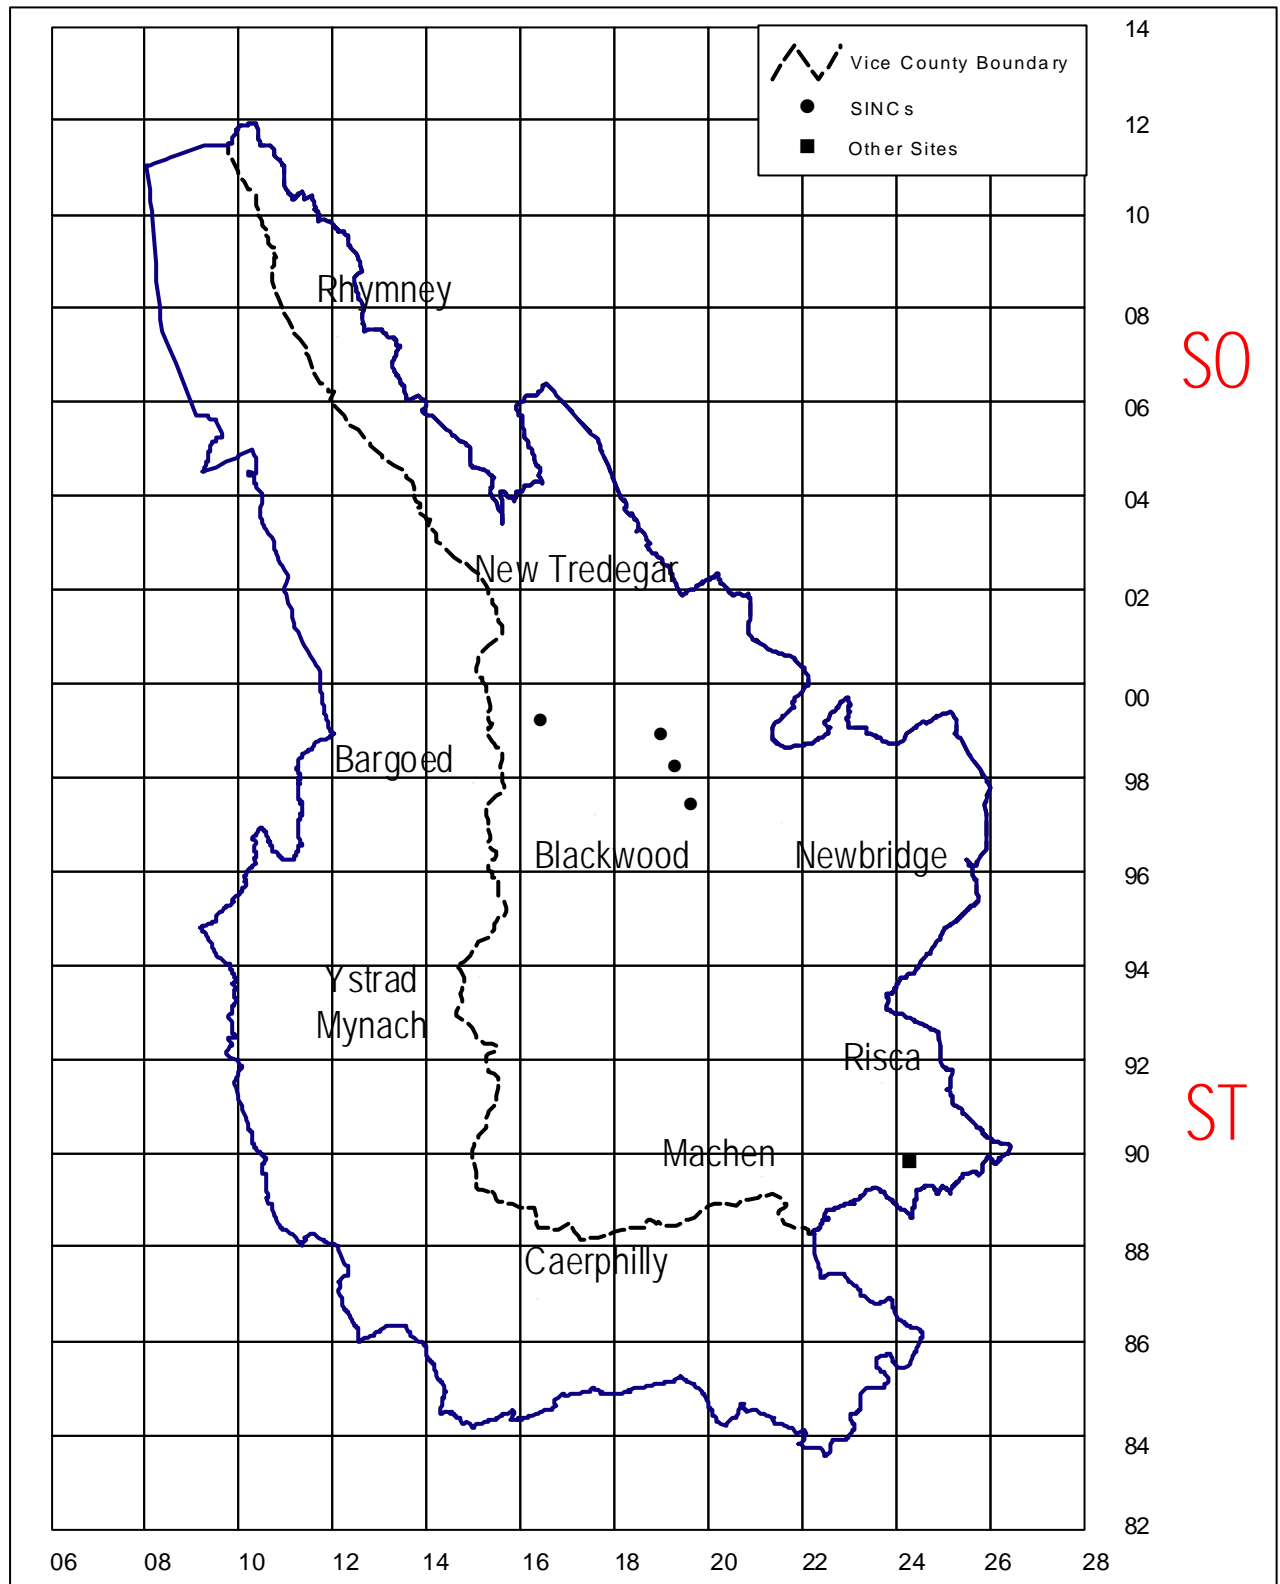 14
Vice County Boundary
SINCs
12
Other Sites
10
Rhymney
08
SO
06
04
New Tredegar
02
00
Bargoed
98
Blackwood
Newbridge
96
Ystrad
94
Mynach
Risca
92
ST
Machen
90
88
Caerphilly
86
84
82
06 08 10 12 14 16 18 20 22 24 26 28